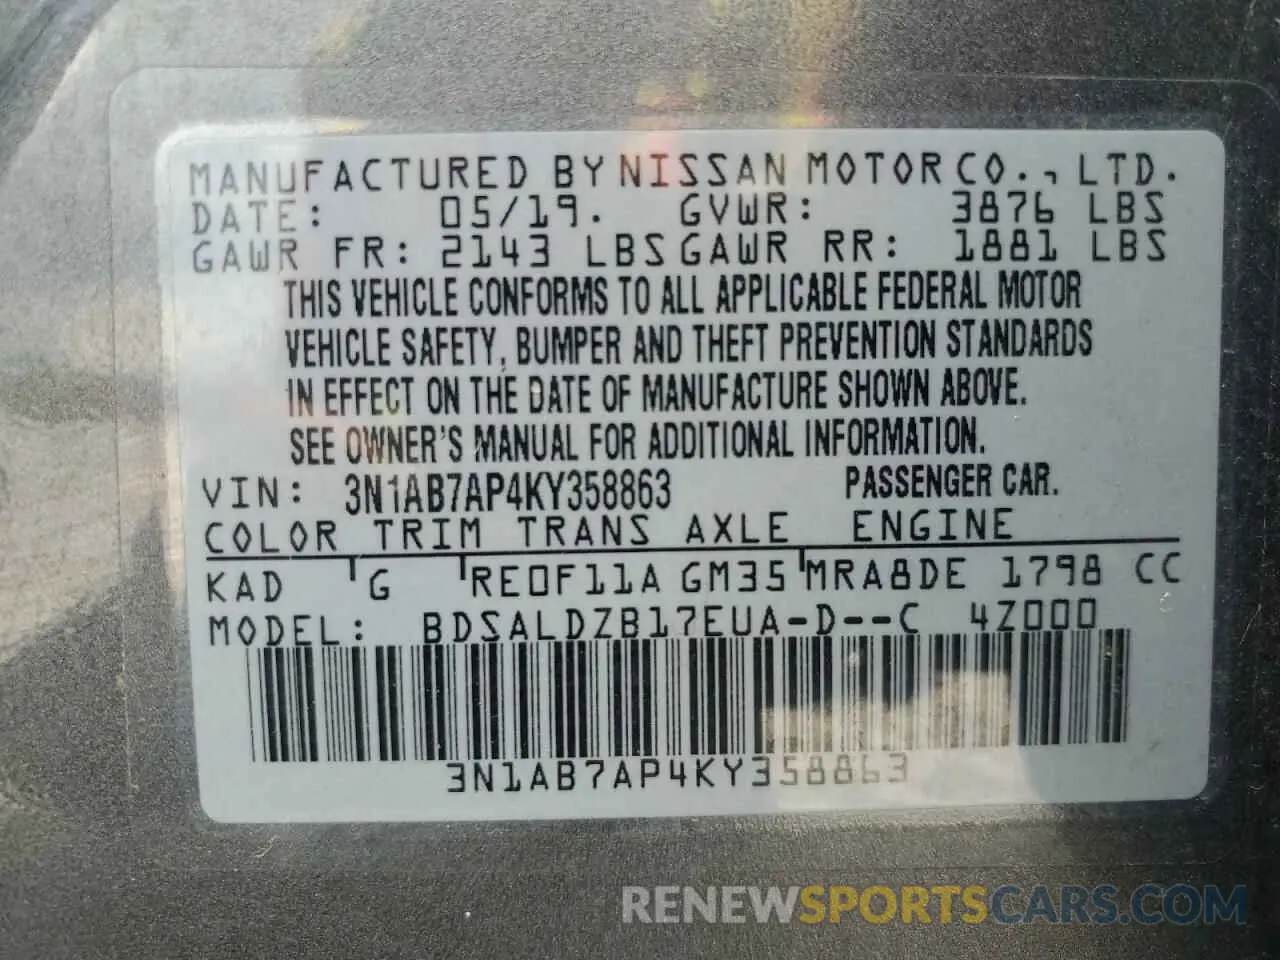 MANUFACTURED BY NISSAN MOTOR CO., LTD.
DATE: 05/19. GVWR: 3876 LBS
GAWR FR: 2143 LBS GAWR RR: 1881 LBS
THIS VEHICLE CONFORMS TO ALL APPLICABLE FEDERAL MOTOR
VEHICLE SAFETY, BUMPER AND THEFT PREVENTION STANDARDS
IN EFFECT ON THE DATE OF MANUFACTURE SHOWN ABOVE.
SEE OWNER'S MANUAL FOR ADDITIONAL INFORMATION.
VIN: 3N1AB7AP4KY358863 PASSENGER CAR.
COLOR TRIM TRANS AXLE ENGINE
KAD G RE0F11A GM35 MRA8DE 1798 CC
MODEL: BDSALDZB17EUA-D--C 4Z000
3N1AB7AP4KY358863
RENEWSPORTSCARS.COM